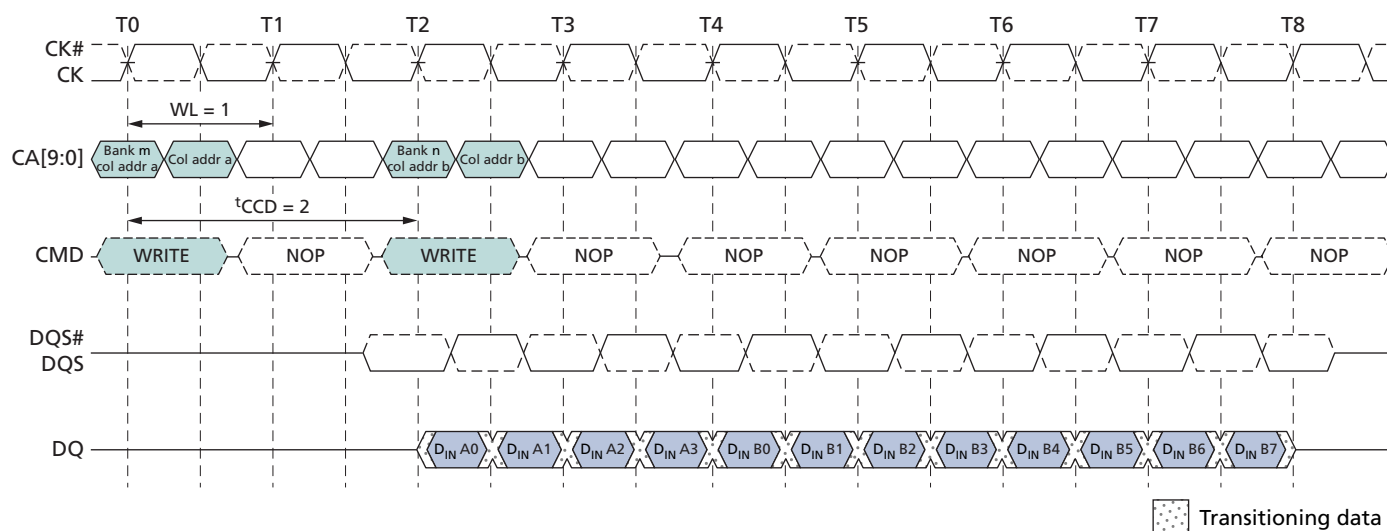 T0 T1 T2 T3 T4 T5 T6 T7 T8
CK#
CK
WL = 1
CA[9:0]
Bank m
col addr a
Col addr a
Bank n
col addr b
Col addr b
tCCD = 2
CMD WRITE NOP WRITE NOP NOP NOP NOP NOP NOP
DQS#
DQS
DQ DIN A0 DIN A1 DIN A2 DIN A3 DIN B0 DIN B1 DIN B2 DIN B3 DIN B4 DIN B5 DIN B6 DIN B7
Transitioning data